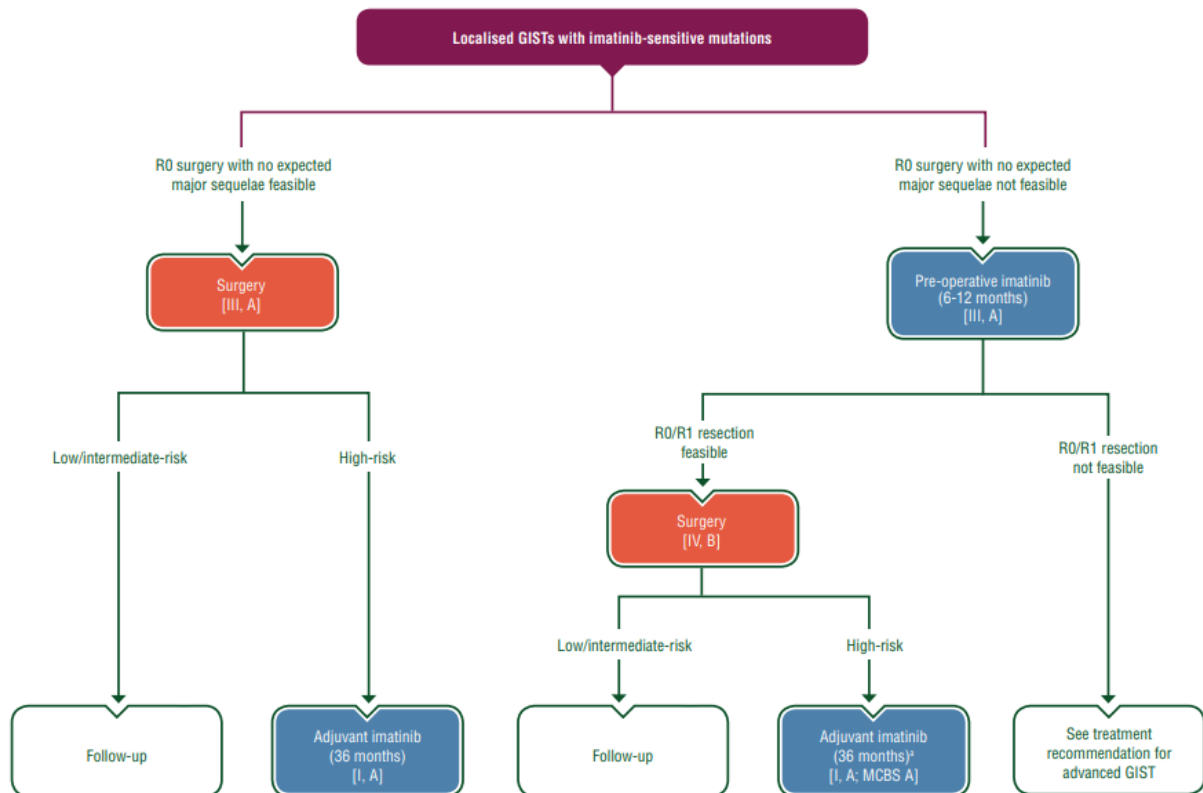 Localised GISTs with imatinib-sensitive mutations
R0 surgery with no expected
major sequelae feasible
R0 surgery with no expected
major sequelae not feasible
Surgery
[III, A]
Pre-operative imatinib
(6-12 months)
[III, A]
Low/intermediate-risk
High-risk
R0/R1 resection
feasible
R0/R1 resection
not feasible
Surgery
[IV, B]
Low/intermediate-risk
High-risk
Follow-up
Adjuvant imatinib
(36 months)
[I, A]
Follow-up
Adjuvant imatinib
(36 months)ᵃ
[I, A; MCBS A]
See treatment
recommendation for
advanced GIST